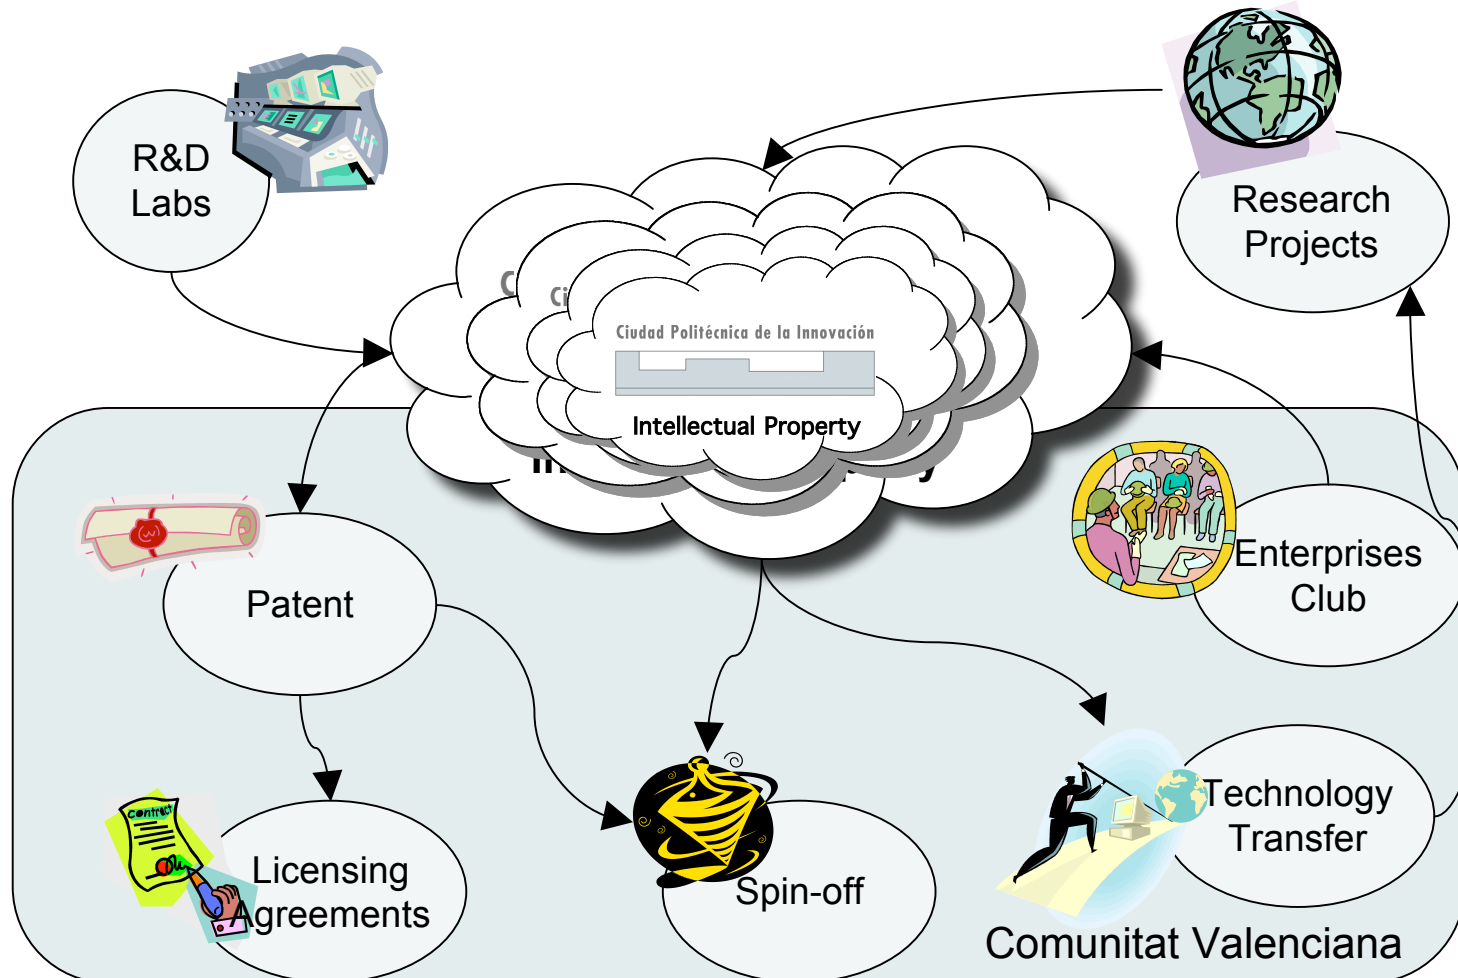 R&D
Labs
Research
Projects
Ciudad Politécnica de la Innovación
Intellectual Property
Enterprises
Club
Patent
contract
Licensing
Agreements
Spin-off
Technology
Transfer
Comunitat Valenciana